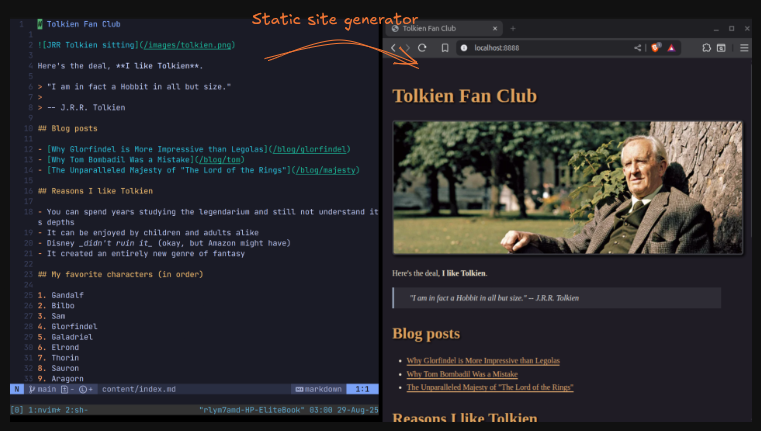 Static site generator
1 # Tolkien Fan Club
1
2 ![JRR Tolkien sitting](/images/tolkien.png)
3
4 Here's the deal, **I like Tolkien**.
5
6 > "I am in fact a Hobbit in all but size."
7 >
8 > -- J.R.R. Tolkien
9
10 ## Blog posts
11
12 - [Why Glorfindel is More Impressive than Legolas](/blog/glorfindel)
13 - [Why Tom Bombadil Was a Mistake](/blog/tom)
14 - [The Unparalleled Majesty of "The Lord of the Rings"](/blog/majesty)
15
16 ## Reasons I like Tolkien
17
18 - You can spend years studying the legendarium and still not understand it
s depths
19 - It can be enjoyed by children and adults alike
20 - Disney _didn't ruin it_ (okay, but Amazon might have)
21 - It created an entirely new genre of fantasy
22
23 ## My favorite characters (in order)
24
25 1. Gandalf
26 2. Bilbo
27 3. Sam
28 4. Glorfindel
29 5. Galadriel
30 6. Elrond
31 7. Thorin
32 8. Sauron
33 9. Aragorn
N main content/index.md markdown 1:1
[0] 1:nvim* 2:sh- "rlym7amd-HP-EliteBook" 03:00 29-Aug-25
Tolkien Fan Club
localhost:8888
Tolkien Fan Club
Here's the deal, I like Tolkien.
"I am in fact a Hobbit in all but size." -- J.R.R. Tolkien
Blog posts
Why Glorfindel is More Impressive than Legolas
Why Tom Bombadil Was a Mistake
The Unparalleled Majesty of "The Lord of the Rings"
Reasons I like Tolkien